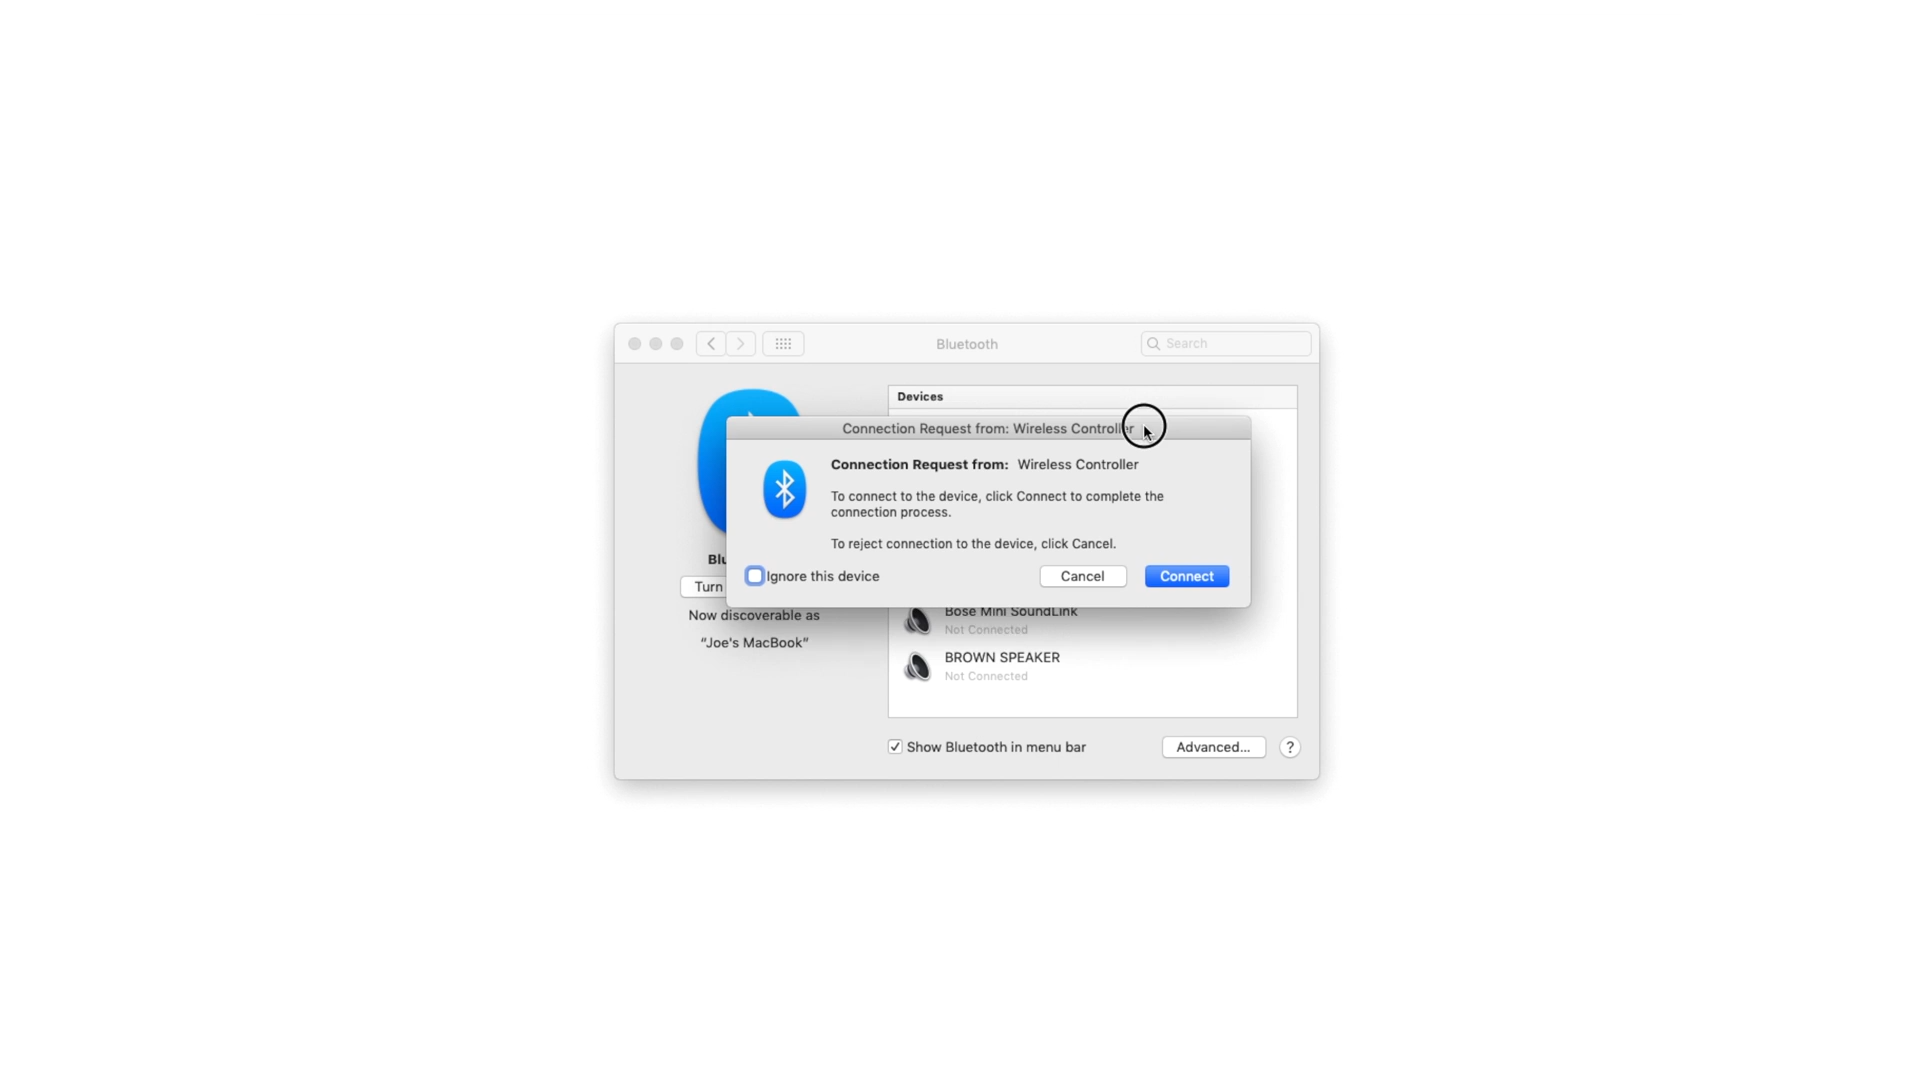 Bluetooth
Search
Devices
Connection Request from: Wireless Controller
Connection Request from: Wireless Controller
To connect to the device, click Connect to complete the
connection process.
To reject connection to the device, click Cancel.
Ignore this device
Cancel
Connect
Blu
Turn
Now discoverable as
“Joe's MacBook”
Bose Mini SoundLink
Not Connected
BROWN SPEAKER
Not Connected
Show Bluetooth in menu bar
Advanced...
?